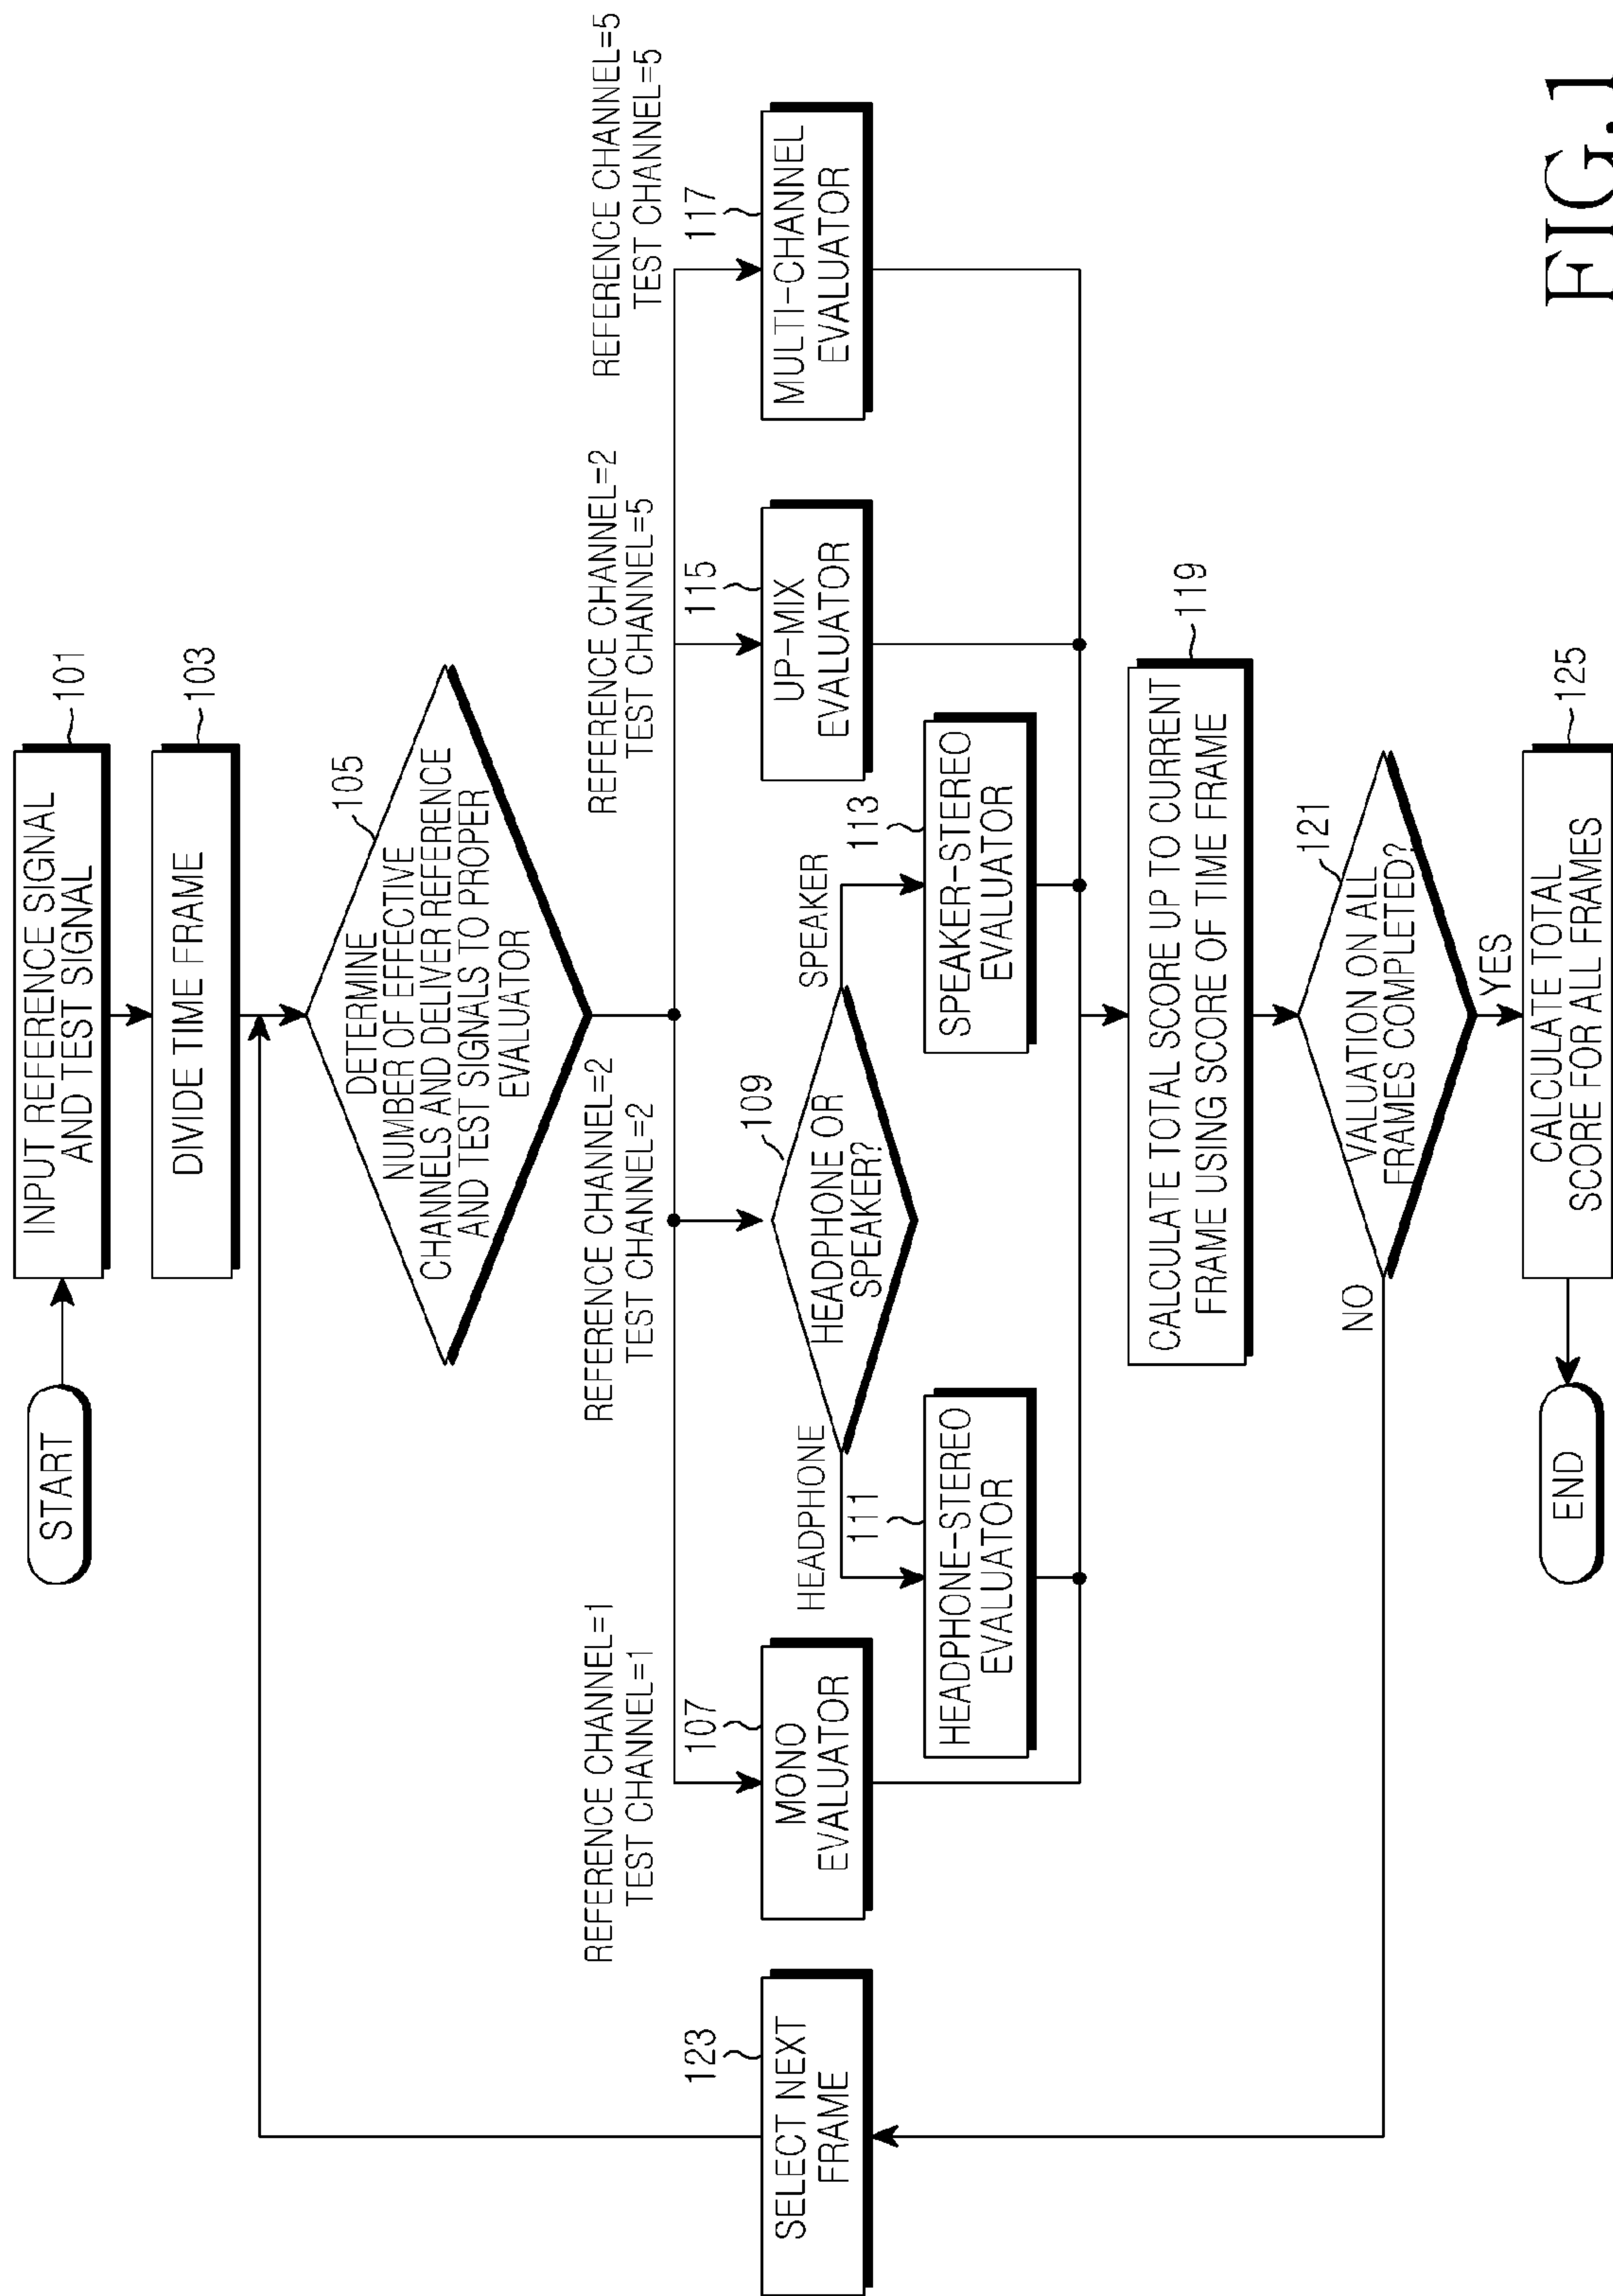 START
INPUT REFERENCE SIGNAL
AND TEST SIGNAL
101
DIVIDE TIME FRAME
103
DETERMINE
NUMBER OF EFFECTIVE
CHANNELS AND DELIVER REFERENCE
AND TEST SIGNALS TO PROPER
EVALUATOR
105
REFERENCE CHANNEL=1
TEST CHANNEL=1
REFERENCE CHANNEL=2
TEST CHANNEL=2
REFERENCE CHANNEL=2
TEST CHANNEL=5
REFERENCE CHANNEL=5
TEST CHANNEL=5
123
SELECT NEXT
FRAME
107
MONO
EVALUATOR
109
HEADPHONE OR
SPEAKER?
HEADPHONE
SPEAKER
111
HEADPHONE-STEREO
EVALUATOR
113
SPEAKER-STEREO
EVALUATOR
115
UP-MIX
EVALUATOR
117
MULTI-CHANNEL
EVALUATOR
CALCULATE TOTAL SCORE UP TO CURRENT
FRAME USING SCORE OF TIME FRAME
119
VALUATION ON ALL
FRAMES COMPLETED?
121
NO
YES
CALCULATE TOTAL
SCORE FOR ALL FRAMES
125
END
FIG.1